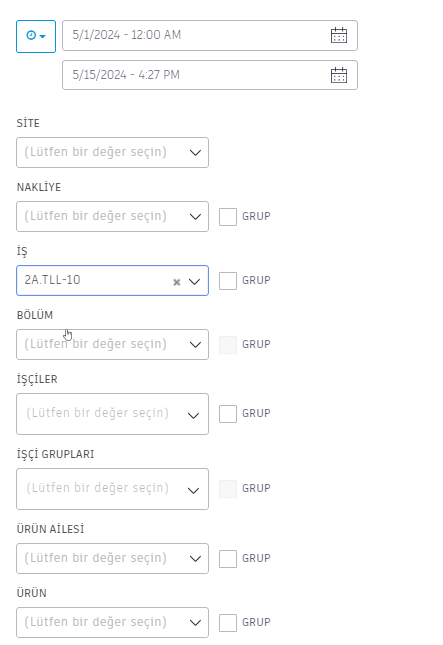 5/1/2024 - 12:00 AM
5/15/2024 - 4:27 PM
SİTE
(Lütfen bir değer seçin)
NAKLİYE
(Lütfen bir değer seçin) GRUP
İŞ
2A.TLL-10 GRUP
BÖLÜM
(Lütfen bir değer seçin) GRUP
İŞÇİLER
(Lütfen bir değer seçin) GRUP
İŞÇİ GRUPLARI
(Lütfen bir değer seçin) GRUP
ÜRÜN AİLESİ
(Lütfen bir değer seçin) GRUP
ÜRÜN
(Lütfen bir değer seçin) GRUP